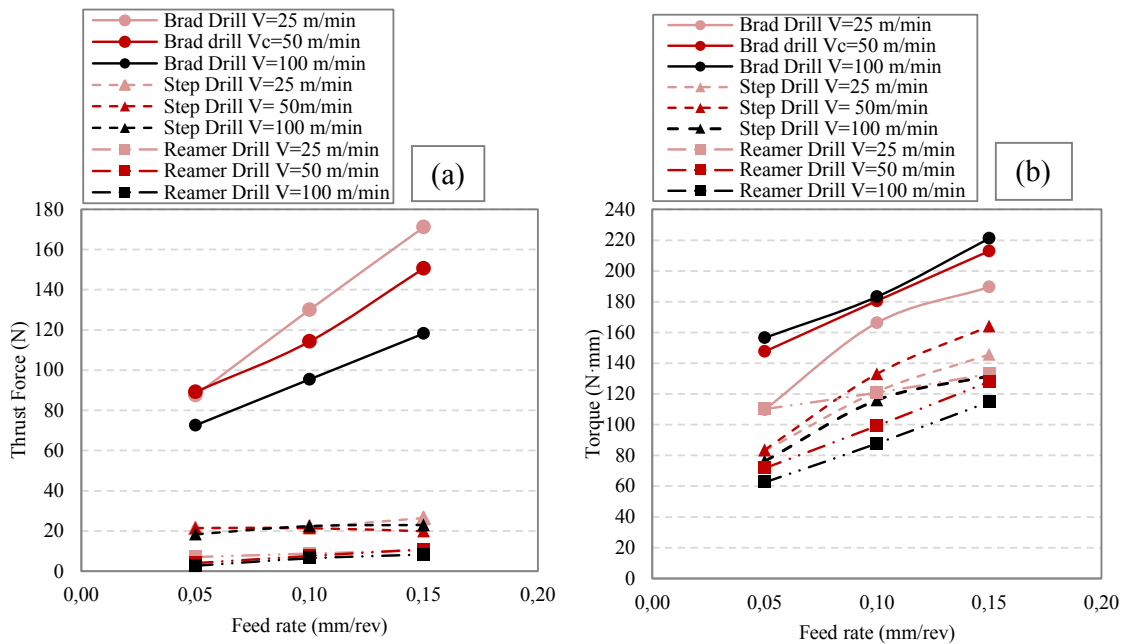 Brad Drill V=25 m/min
Brad drill Vc=50 m/min
Brad Drill V=100 m/min
Step Drill V=25 m/min
Step Drill V= 50m/min
Step Drill V=100 m/min
Reamer Drill V=25 m/min
Reamer Drill V=50 m/min
Reamer Drill V=100 m/min
(a)
180
160
140
120
100
80
60
40
20
0
Thrust Force (N)
0,00
0,05
0,10
0,15
0,20
Feed rate (mm/rev)
Brad Drill V=25 m/min
Brad drill Vc=50 m/min
Brad Drill V=100 m/min
Step Drill V=25 m/min
Step Drill V= 50m/min
Step Drill V=100 m/min
Reamer Drill V=25 m/min
Reamer Drill V=50 m/min
Reamer Drill V=100 m/min
(b)
240
220
200
180
160
140
120
100
80
60
40
20
0
Torque (N·mm)
0,00
0,05
0,10
0,15
0,20
Feed rate (mm/rev)